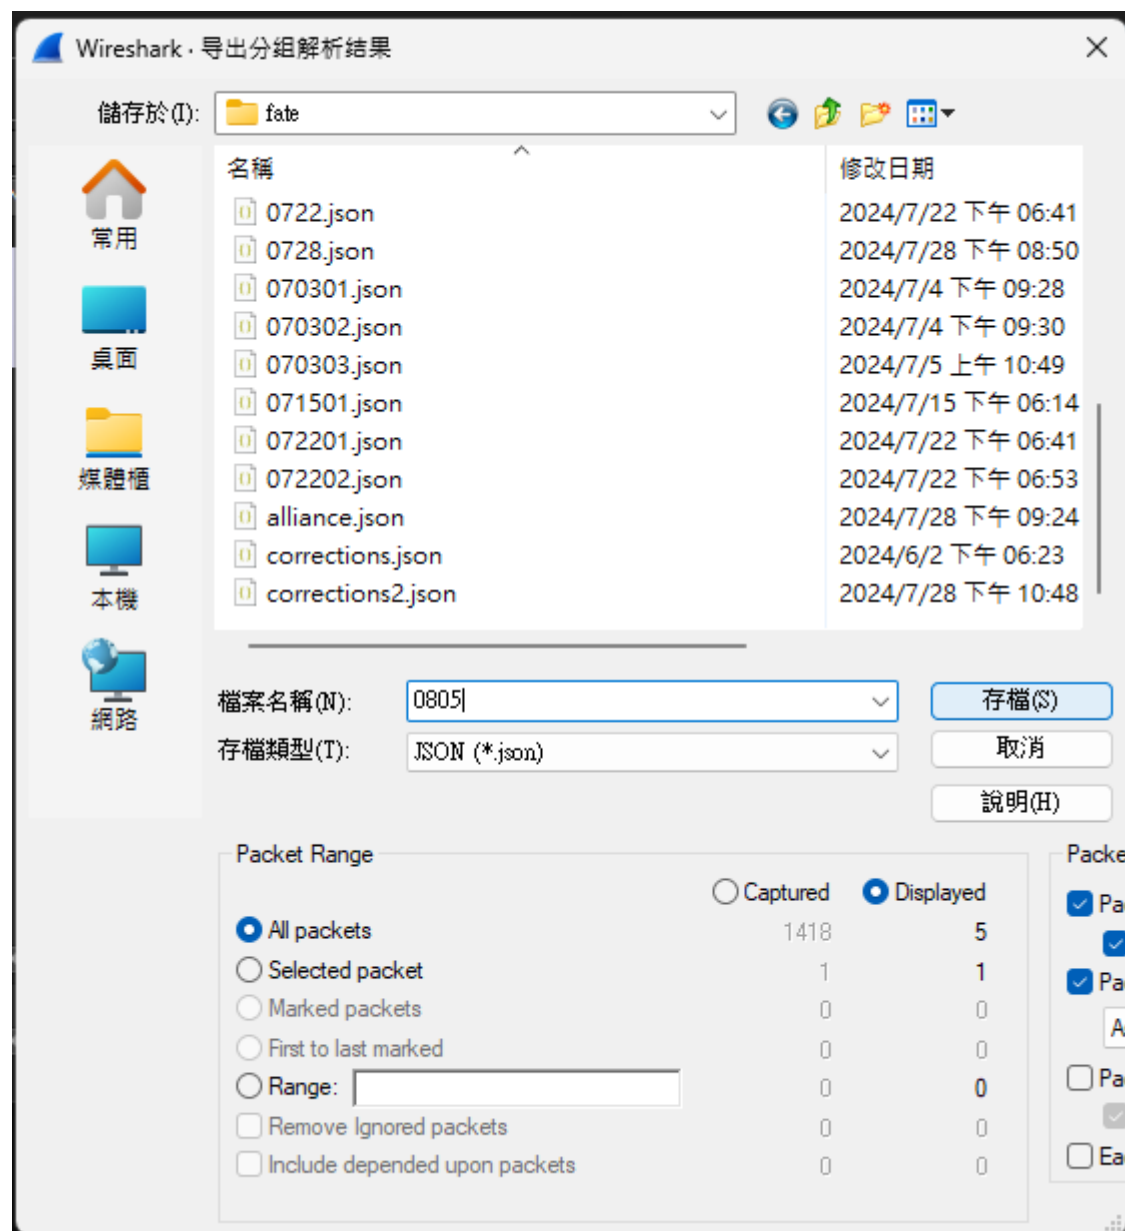 Wireshark · 导出分组解析结果
儲存於(I): fate
名稱 修改日期
0722.json 2024/7/22 下午 06:41
0728.json 2024/7/28 下午 08:50
070301.json 2024/7/4 下午 09:28
070302.json 2024/7/4 下午 09:30
070303.json 2024/7/5 上午 10:49
071501.json 2024/7/15 下午 06:14
072201.json 2024/7/22 下午 06:41
072202.json 2024/7/22 下午 06:53
alliance.json 2024/7/28 下午 09:24
corrections.json 2024/6/2 下午 06:23
corrections2.json 2024/7/28 下午 10:48
常用
桌面
媒體櫃
本機
網路
檔案名稱(N): 0805 存檔(S)
存檔類型(T): JSON (*.json) 取消
說明(H)
Packet Range Packe
Captured Displayed
All packets 1418 5
Selected packet 1 1
Marked packets 0 0
First to last marked 0 0
Range: 0 0
Remove Ignored packets 0 0
Include depended upon packets 0 0
Pa
Pa
A
Pa
Ea